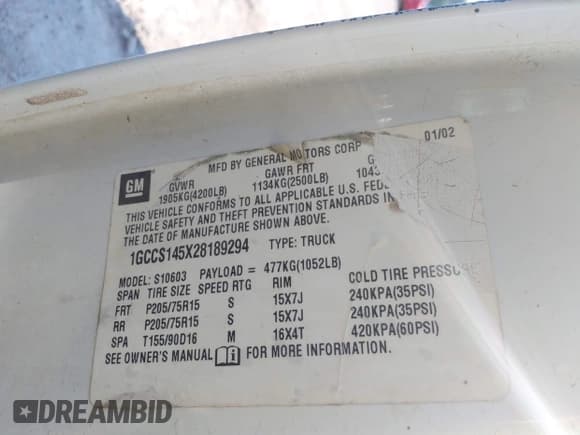 MFD BY GENERAL MOTORS CORP 01/02
GM
GVWR GAWR FRT G
1905KG(4200LB) 1134KG(2500LB) 1043
THIS VEHICLE CONFORMS TO ALL APPLICABLE U.S. FEDE
VEHICLE SAFETY AND THEFT PREVENTION STANDARDS IN
THE DATE OF MANUFACTURE SHOWN ABOVE.
1GCCS145X28189294 TYPE: TRUCK
MODEL: S10603 PAYLOAD = 477KG(1052LB)
SPAN TIRE SIZE SPEED RTG RIM COLD TIRE PRESSURE
FRT P205/75R15 S 15X7J 240KPA(35PSI)
RR P205/75R15 S 15X7J 240KPA(35PSI)
SPA T155/90D16 M 16X4T 420KPA(60PSI)
SEE OWNER'S MANUAL FOR MORE INFORMATION.
DREAMBID